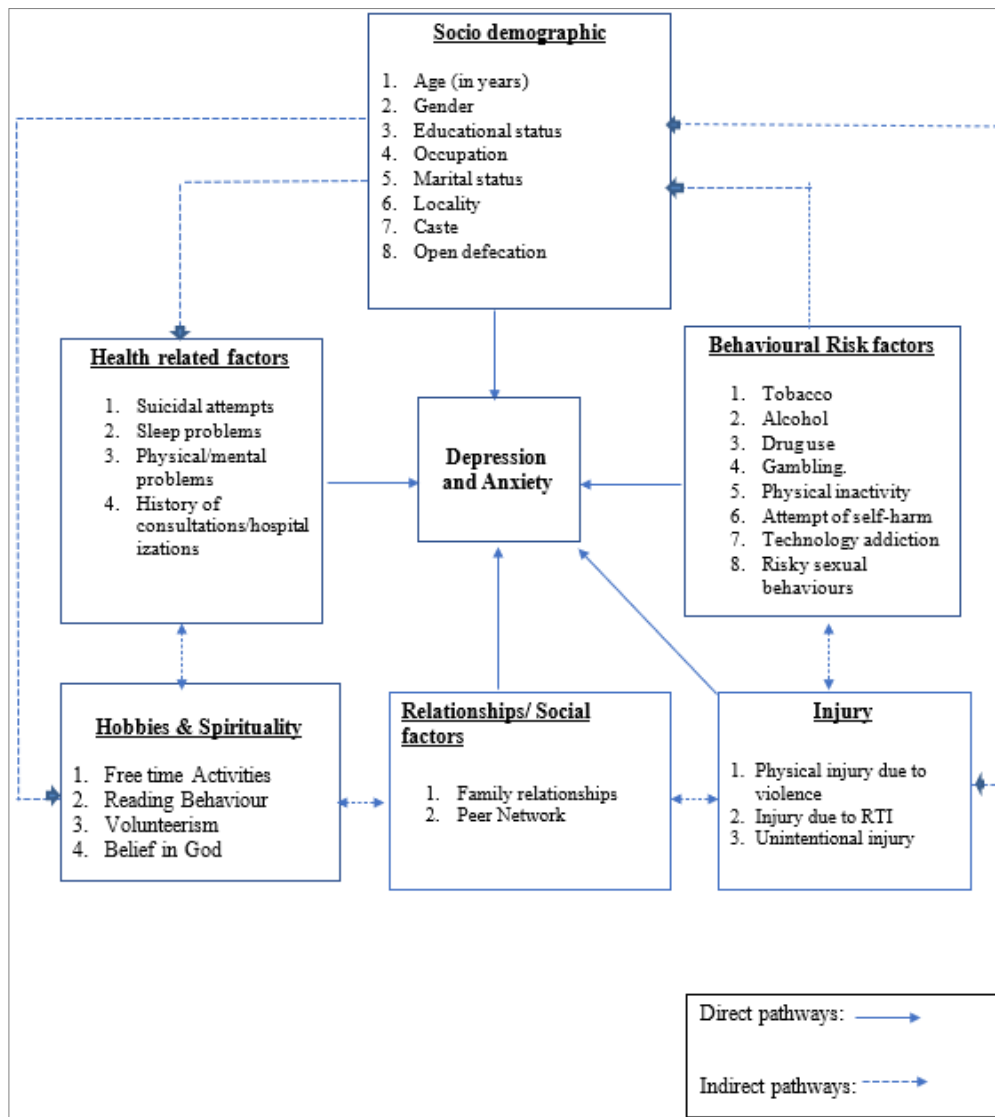 Socio demographic
1. Age (in years)
2. Gender
3. Educational status
4. Occupation
5. Marital status
6. Locality
7. Caste
8. Open defecation
Health related factors
1. Suicidal attempts
2. Sleep problems
3. Physical/mental
problems
4. History of
consultations/hospital
izations
Depression
and Anxiety
Behavioural Risk factors
1. Tobacco
2. Alcohol
3. Drug use
4. Gambling.
5. Physical inactivity
6. Attempt of self-harm
7. Technology addiction
8. Risky sexual
behaviours
Hobbies & Spirituality
1. Free time Activities
2. Reading Behaviour
3. Volunteerism
4. Belief in God
Relationships/ Social
factors
1. Family relationships
2. Peer Network
Injury
1. Physical injury due to
violence
2. Injury due to RTI
3. Unintentional injury
Direct pathways:
Indirect pathways: